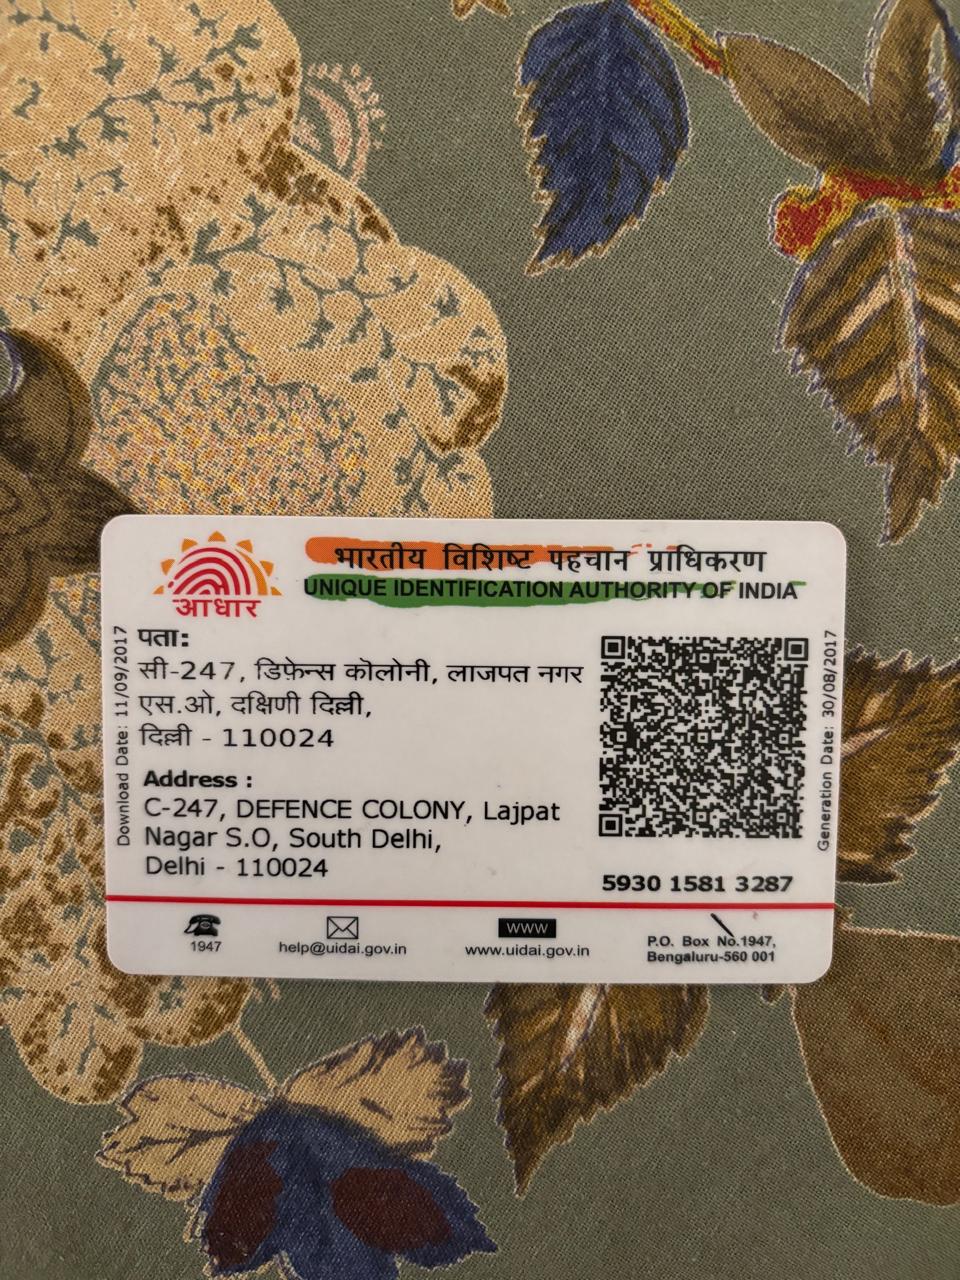 आधार
भारतीय विशिष्ट पहचान प्राधिकरण
UNIQUE IDENTIFICATION AUTHORITY OF INDIA
Download Date: 11/09/2017
पता:
सी-247, डिफ़ेन्स कॊलोनी, लाजपत नगर
एस.ओ, दक्षिणी दिल्ली,
दिल्ली - 110024
Address :
C-247, DEFENCE COLONY, Lajpat
Nagar S.O, South Delhi,
Delhi - 110024
Generation Date: 30/08/2017
5930 1581 3287
1947
help@uidai.gov.in
WWW
www.uidai.gov.in
P.O. Box No.1947,
Bengaluru-560 001